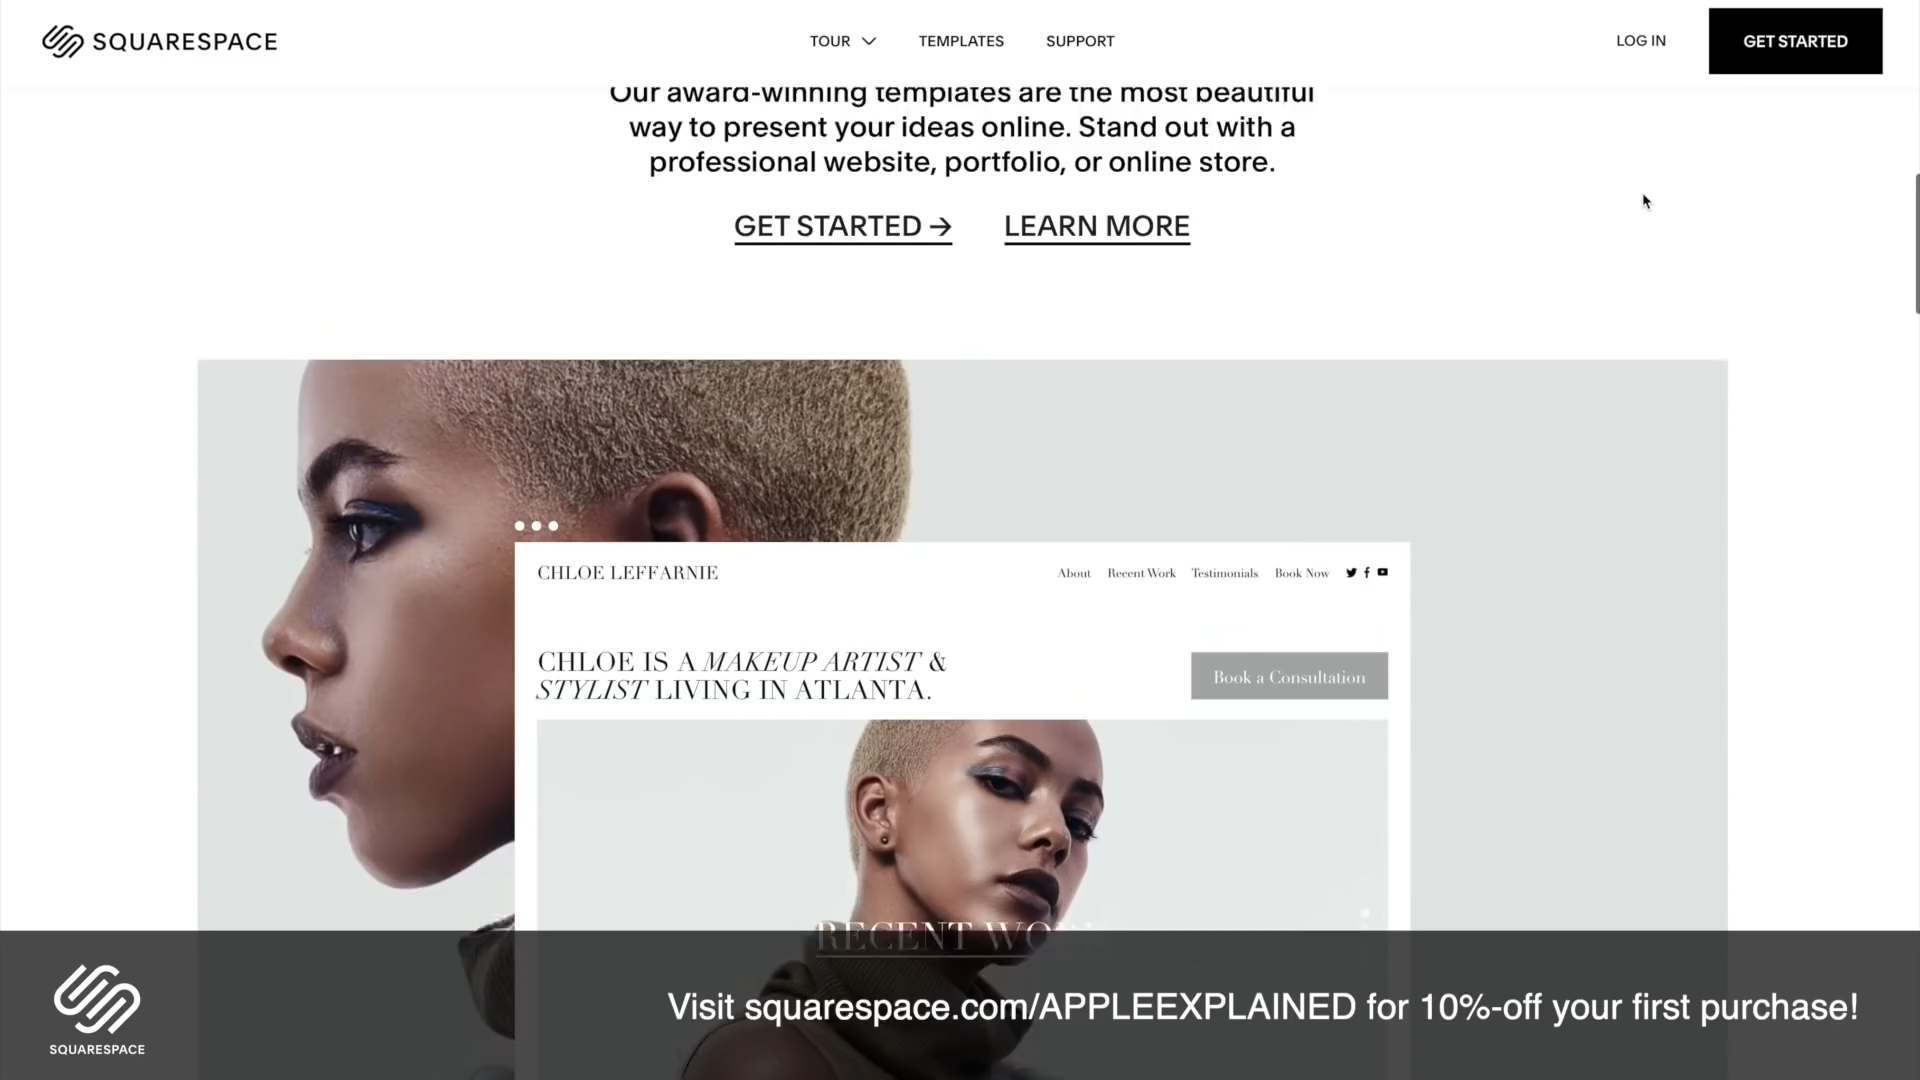 SQUARESPACE
TOUR
TEMPLATES
SUPPORT
LOG IN
GET STARTED
Our award-winning templates are the most beautiful
way to present your ideas online. Stand out with a
professional website, portfolio, or online store.
GET STARTED →
LEARN MORE
CHLOE LEFFARNIE
About
Recent Work
Testimonials
Book Now
CHLOE IS A MAKEUP ARTIST &
STYLIST LIVING IN ATLANTA.
Book a Consultation
RECENT
SQUARESPACE
Visit squarespace.com/APPLEEXPLAINED for 10%-off your first purchase!